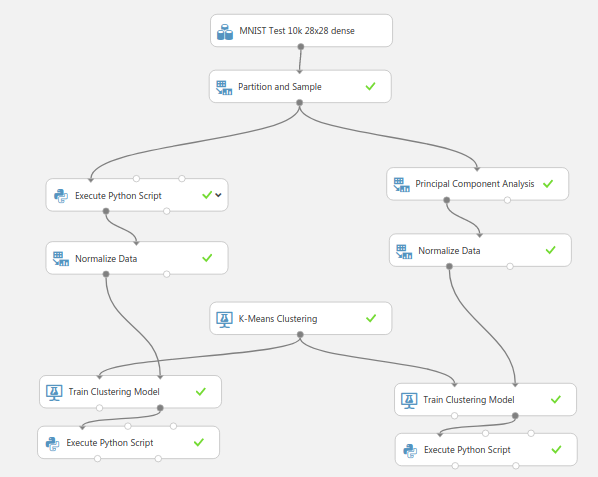 MNIST Test 10k 28x28 dense
Partition and Sample
Execute Python Script
Principal Component Analysis
Normalize Data
Normalize Data
K-Means Clustering
Train Clustering Model
Train Clustering Model
Execute Python Script
Execute Python Script